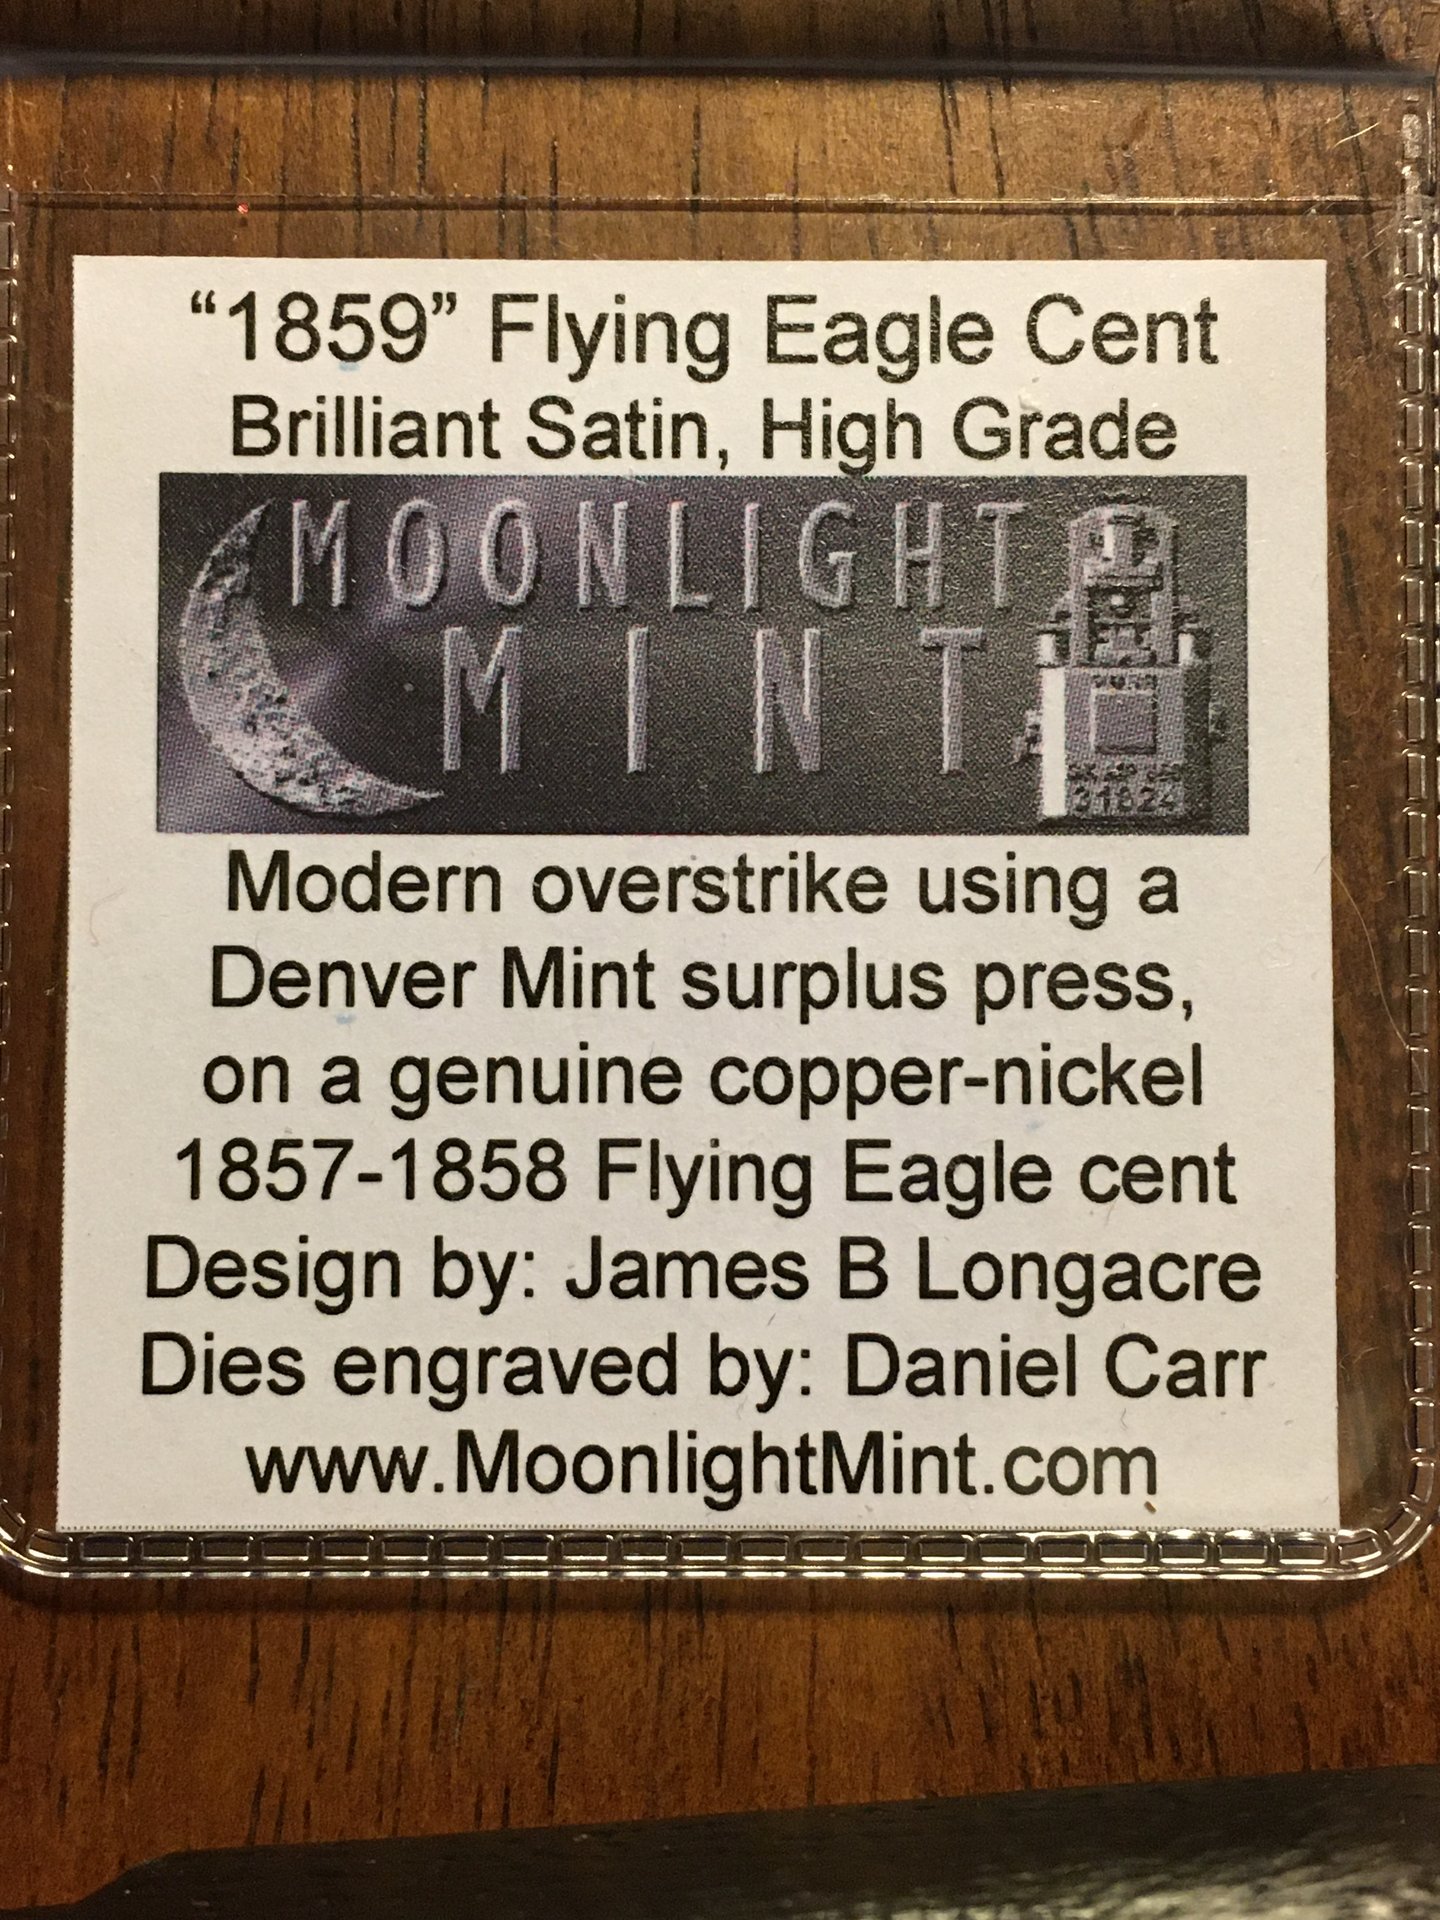 “1859” Flying Eagle Cent
Brilliant Satin, High Grade
MOONLIGHT
MINT
31824
Modern overstrike using a
Denver Mint surplus press,
on a genuine copper-nickel
1857-1858 Flying Eagle cent
Design by: James B Longacre
Dies engraved by: Daniel Carr
www.MoonlightMint.com